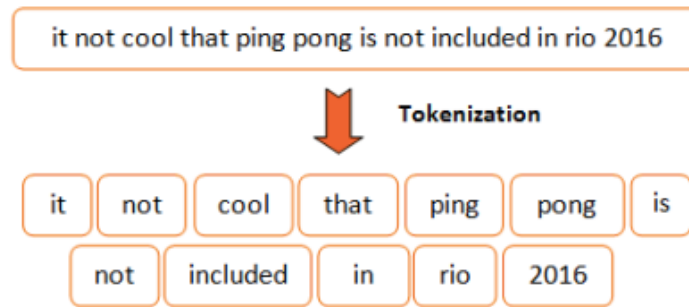 it not cool that ping pong is not included in rio 2016
Tokenization
it not cool that ping pong is
not included in rio 2016